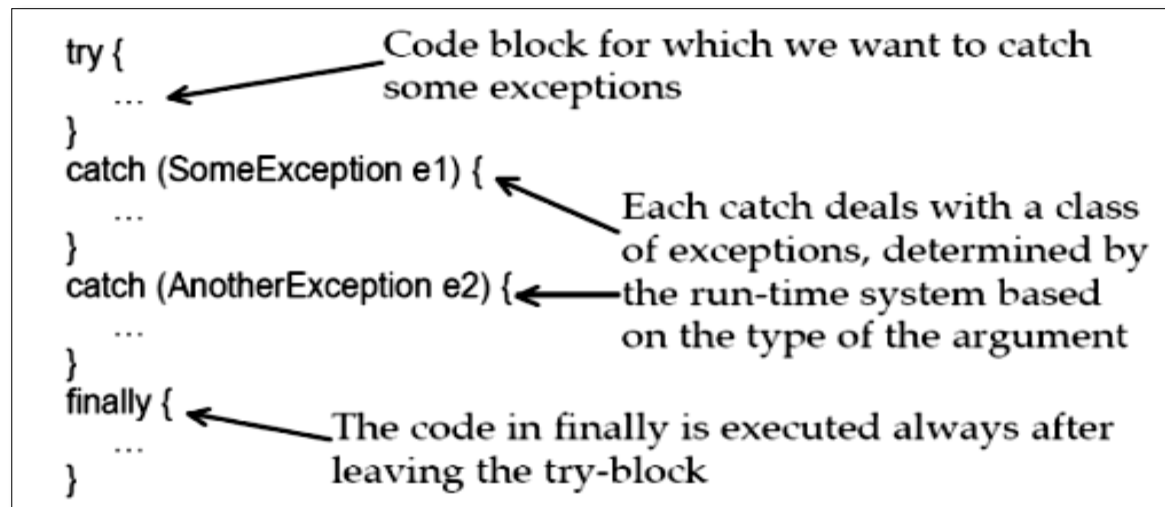 try {
Code block for which we want to catch
some exceptions
...
}
catch (SomeException e1) {
...
Each catch deals with a class
of exceptions, determined by
the run-time system based
on the type of the argument
}
catch (AnotherException e2) {
...
}
finally {
The code in finally is executed always after
leaving the try-block
...
}